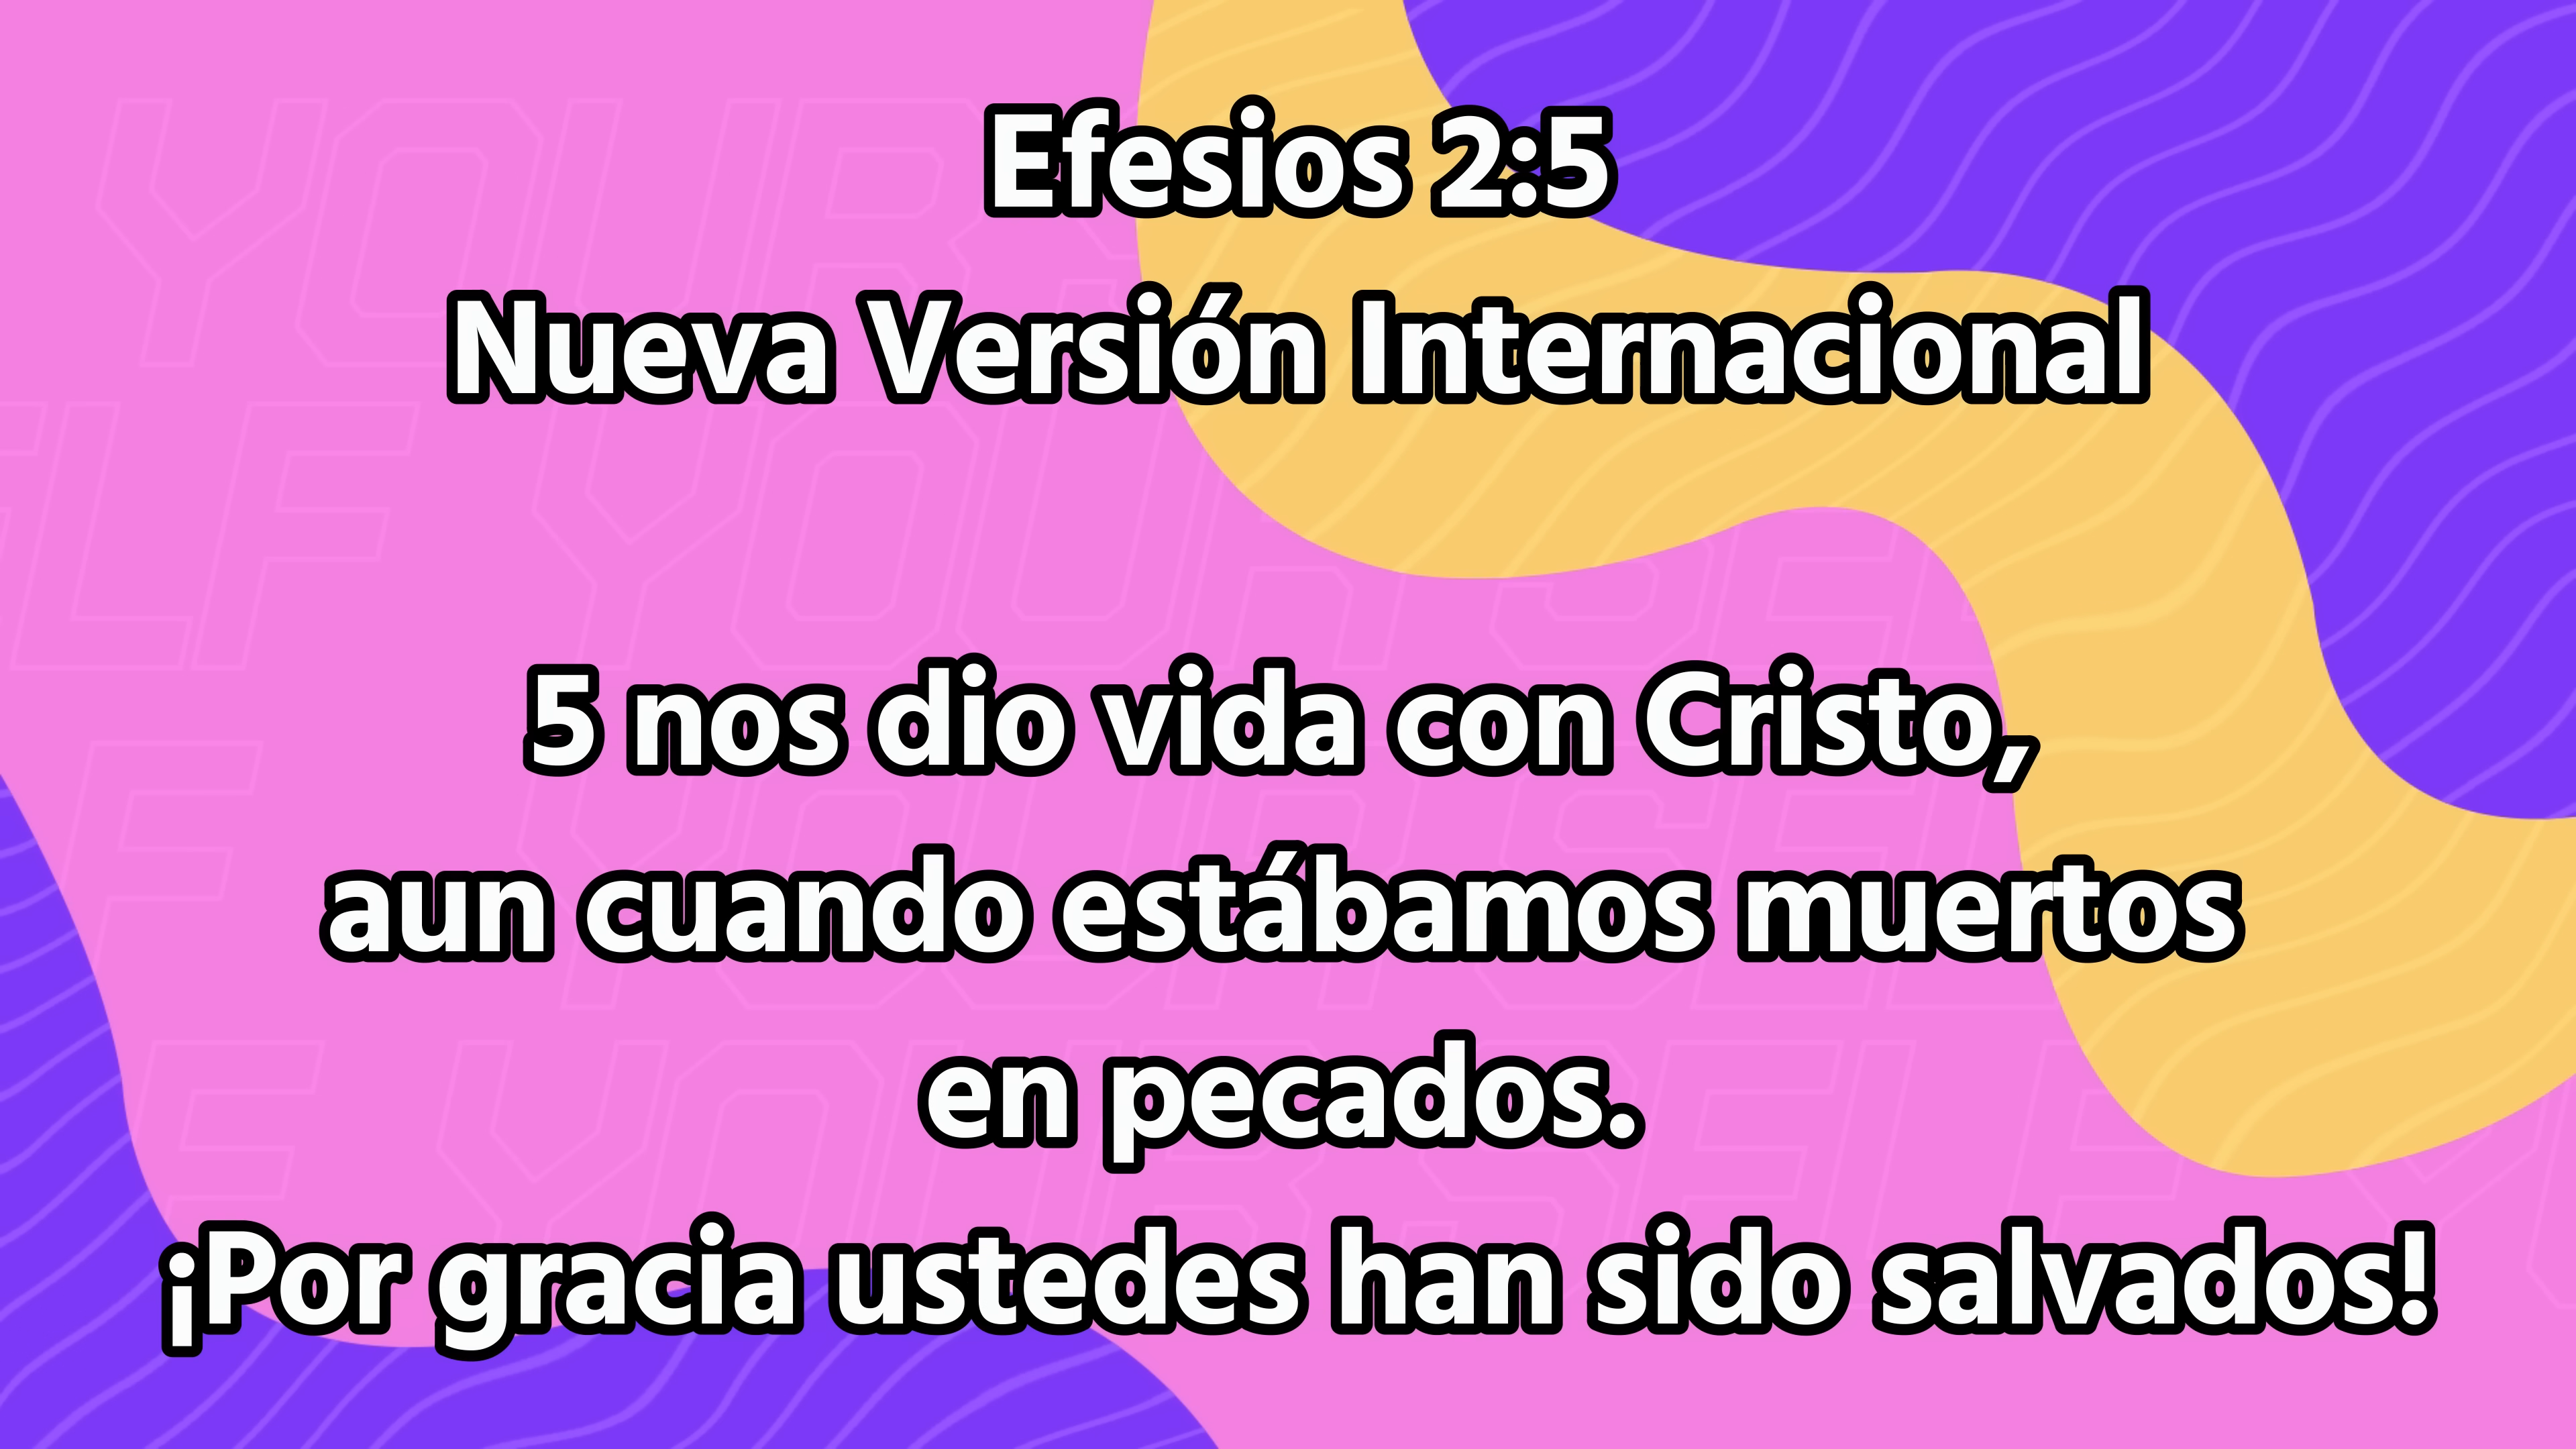 Efesios 2:5
Nueva Versión Internacional
5 nos dio vida con Cristo,
aun cuando estábamos muertos
en pecados.
¡Por gracia ustedes han sido salvados!